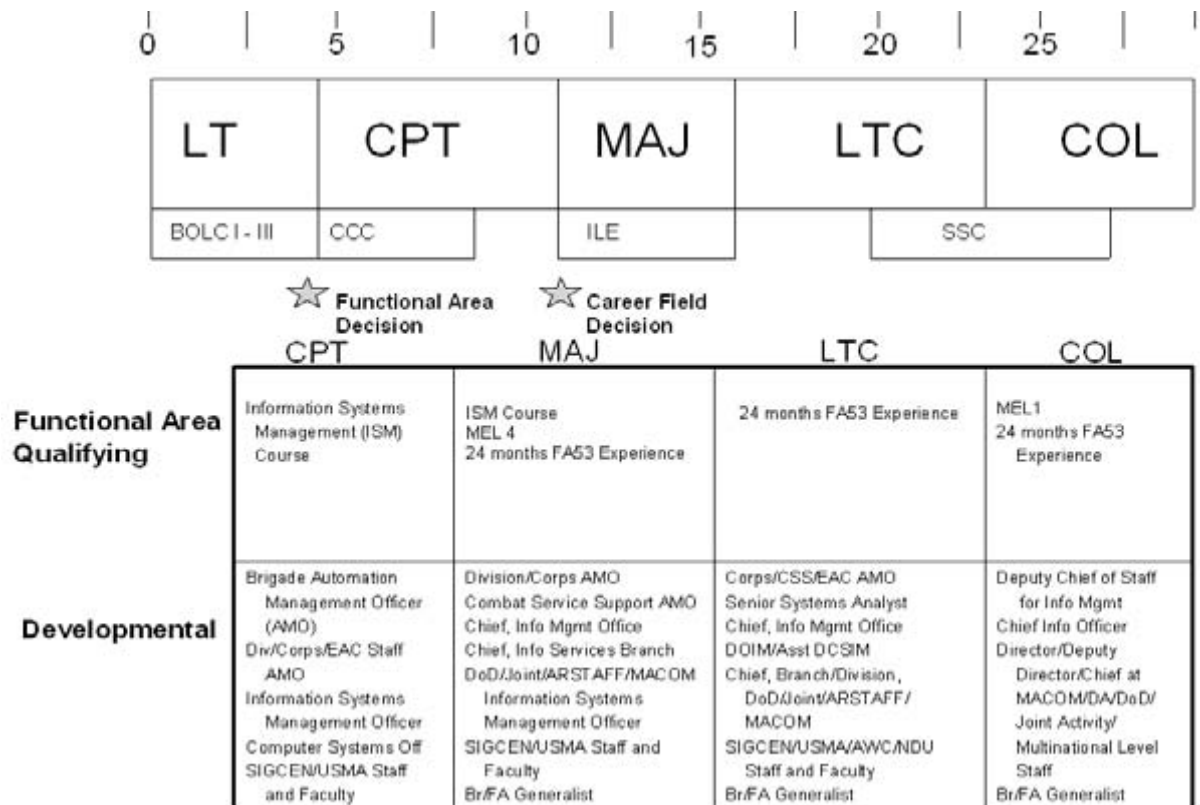 0 5 10 15 20 25
LT CPT MAJ LTC COL
BOLC I - III CCC ILE SSC
Functional Area
Decision
Career Field
Decision
CPT MAJ LTC COL
Functional Area
Qualifying
Information Systems
Management (ISM)
Course
ISM Course
MEL 4
24 months FA53 Experience
24 months FA53 Experience
MEL1
24 months FA53
Experience
Developmental
Brigade Automation
Management Officer
(AMO)
Div/Corps/EAC Staff
AMO
Information Systems
Management Officer
Computer Systems Off
SIGCEN/USMA Staff
and Faculty
Division/Corps AMO
Combat Service Support AMO
Chief, Info Mgmt Office
Chief, Info Services Branch
DoD/Joint/ARSTAFF/MACOM
Information Systems
Management Officer
SIGCEN/USMA Staff and
Faculty
Br/FA Generalist
Corps/CSS/EAC AMO
Senior Systems Analyst
Chief, Info Mgmt Office
DOIM/Asst DCSIM
Chief, Branch/Division,
DoD/Joint/ARSTAFF/
MACOM
SIGCEN/USMA/AWC/NDU
Staff and Faculty
Br/FA Generalist
Deputy Chief of Staff
for Info Mgmt
Chief Info Officer
Director/Deputy
Director/Chief at
MACOM/DA/DoD/
Joint Activity/
Multinational Level
Staff
Br/FA Generalist